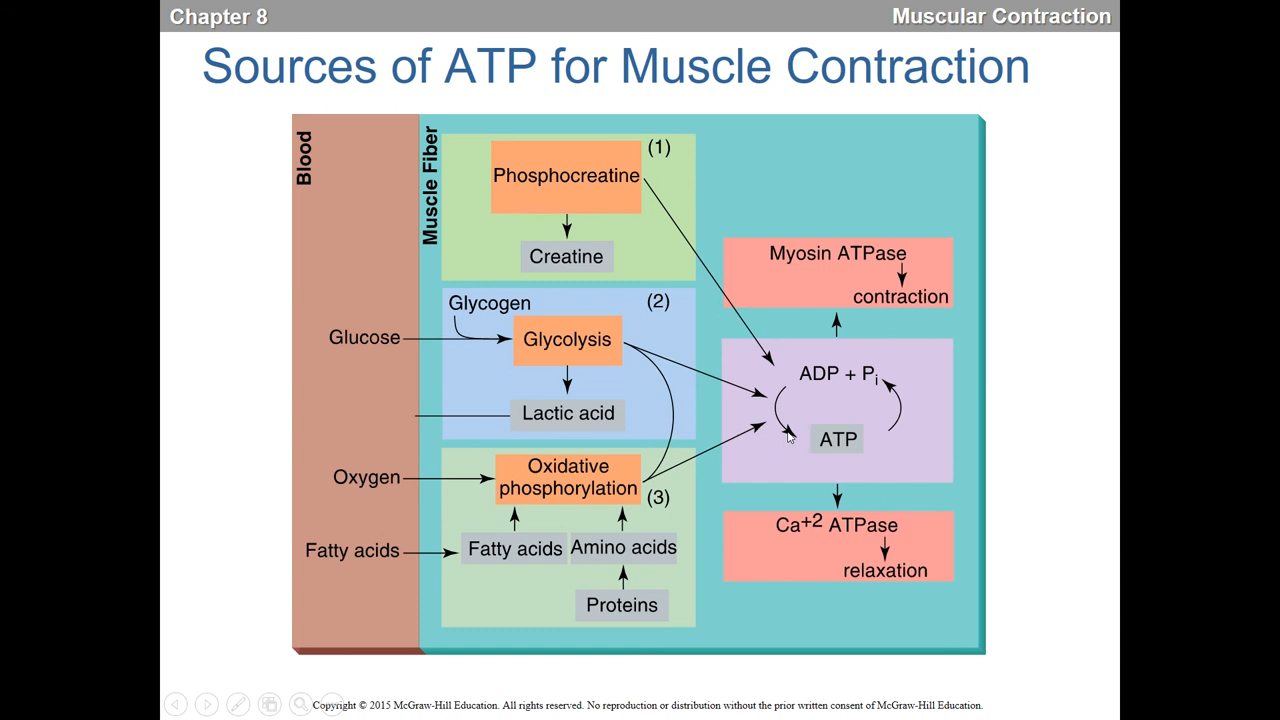 Chapter 8
Muscular Contraction
Sources of ATP for Muscle Contraction
Blood
Muscle Fiber
(1)
Phosphocreatine
Creatine
Glycogen
(2)
Glucose
Glycolysis
Lactic acid
Oxygen
Oxidative
phosphorylation
(3)
Fatty acids
Fatty acids
Amino acids
Proteins
Myosin ATPase
contraction
ADP + Pi
ATP
Ca+2 ATPase
relaxation
Copyright © 2015 McGraw-Hill Education. All rights reserved. No reproduction or distribution without the prior written consent of McGraw-Hill Education.